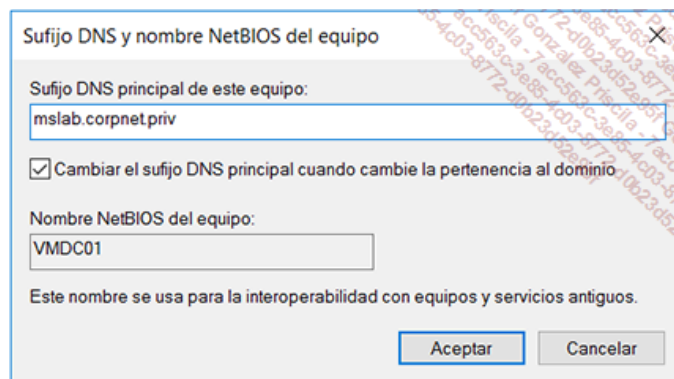 Sufijo DNS y nombre NetBIOS del equipo
Sufijo DNS principal de este equipo:
mslab.corpnet.priv
Cambiar el sufijo DNS principal cuando cambie la pertenencia al dominio
Nombre NetBIOS del equipo:
VMDC01
Este nombre se usa para la interoperabilidad con equipos y servicios antiguos.
Aceptar Cancelar